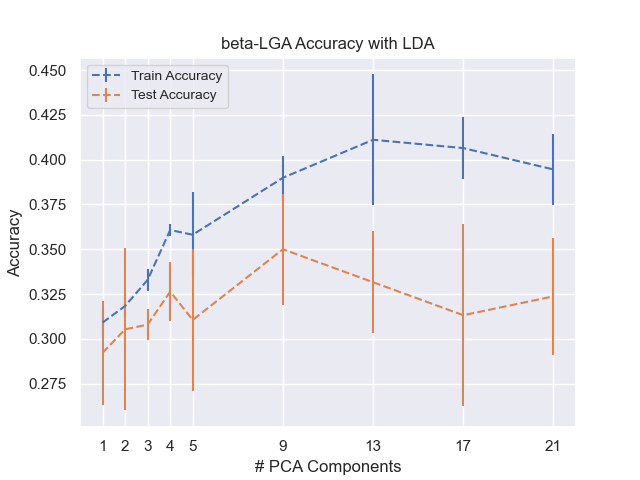 beta-LGA Accuracy with LDA
Train Accuracy
Test Accuracy
0.450
0.425
0.400
0.375
0.350
0.325
0.300
0.275
Accuracy
1 2 3 4 5 9 13 17 21
# PCA Components